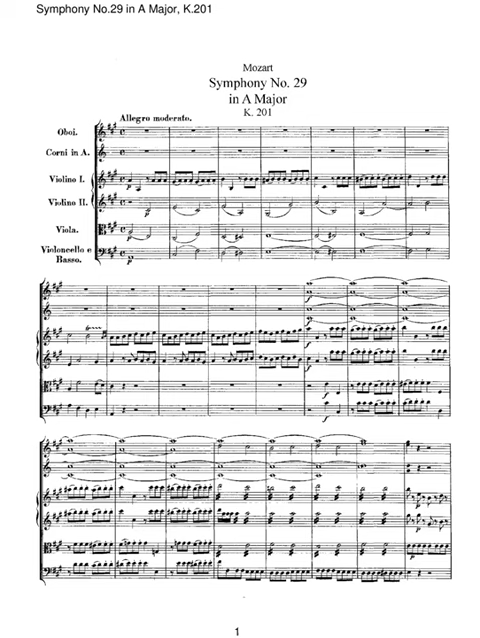 Symphony No.29 in A Major, K.201
Mozart
Symphony No. 29
in A Major
K. 201
Allegro moderato.
Oboi.
Corni in A.
Violino I.
Violino II.
Viola.
Violoncello e
Basso.
1